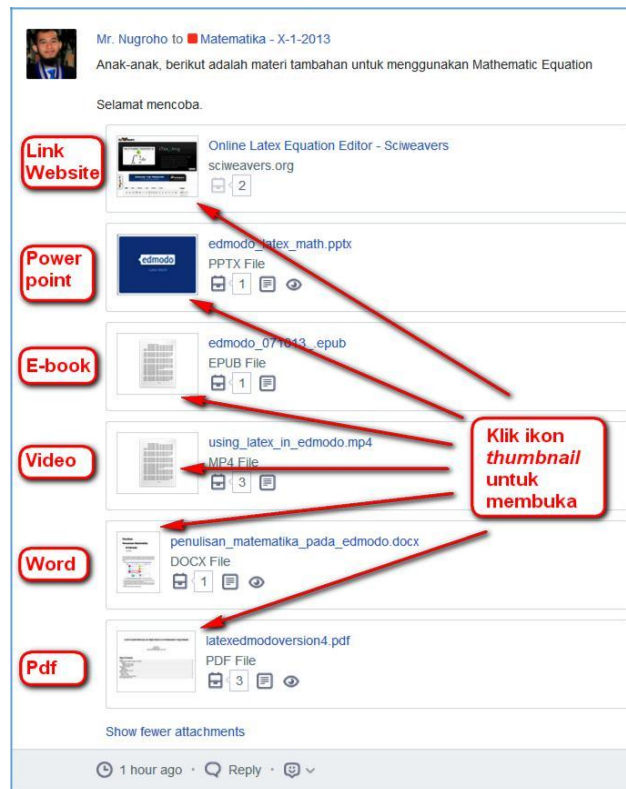 Mr. Nugroho to Matematika - X-1-2013
Anak-anak, berikut adalah materi tambahan untuk menggunakan Mathematic Equation
Selamat mencoba.
Link
Website
Online Latex Equation Editor - Sciweavers
sciweavers.org
2
Power
point
edmodo
edmodo_latex_math.pptx
PPTX File
1
E-book
edmodo_071613_.epub
EPUB File
1
Video
using_latex_in_edmodo.mp4
MP4 File
3
Klik ikon
thumbnail
untuk
membuka
Word
penulisan_matematika_pada_edmodo.docx
DOCX File
1
Pdf
latexedmodoversion4.pdf
PDF File
3
Show fewer attachments
1 hour ago · Reply ·